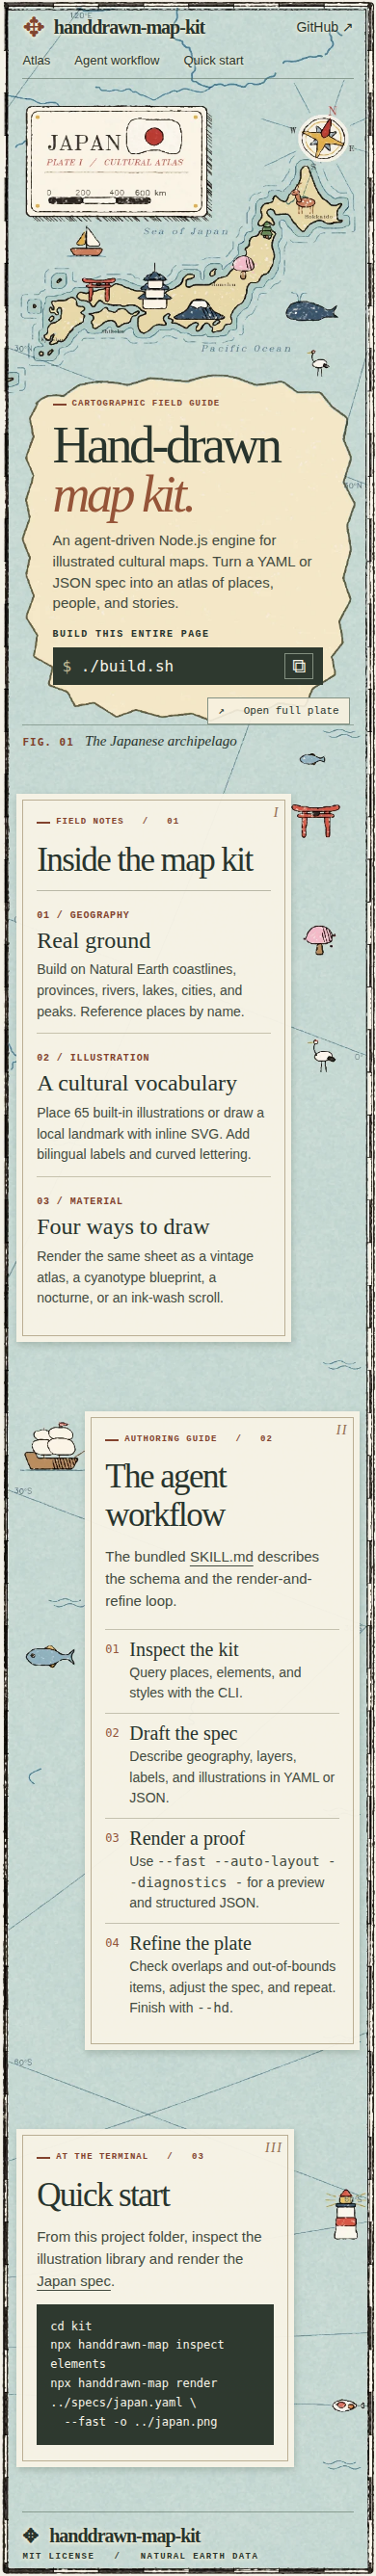 120°E
handdrawn-map-kit
GitHub ↗
Atlas Agent workflow Quick start
N
W
E
JAPAN
PLATE I / CULTURAL ATLAS
0 200 400 600 km
Hokkaido
Sea of Japan
Honshu
Shikoku
30°N
Pacific Ocean
CARTOGRAPHIC FIELD GUIDE
Hand-drawn
map kit.
An agent-driven Node.js engine for
illustrated cultural maps. Turn a YAML or
JSON spec into an atlas of places,
people, and stories.
BUILD THIS ENTIRE PAGE
$ ./build.sh
↗ Open full plate
FIG. 01 The Japanese archipelago
I
FIELD NOTES / 01
Inside the map kit
01 / GEOGRAPHY
Real ground
Build on Natural Earth coastlines,
provinces, rivers, lakes, cities, and
peaks. Reference places by name.
02 / ILLUSTRATION
A cultural vocabulary
Place 65 built-in illustrations or draw a
local landmark with inline SVG. Add
bilingual labels and curved lettering.
03 / MATERIAL
Four ways to draw
Render the same sheet as a vintage
atlas, a cyanotype blueprint, a
nocturne, or an ink-wash scroll.
II
AUTHORING GUIDE / 02
The agent
workflow
30°S
The bundled SKILL.md describes
the schema and the render-and-
refine loop.
01 Inspect the kit
Query places, elements, and
styles with the CLI.
02 Draft the spec
Describe geography, layers,
labels, and illustrations in YAML or
JSON.
03 Render a proof
Use --fast --auto-layout -
-diagnostics - for a preview
and structured JSON.
04 Refine the plate
Check overlaps and out-of-bounds
items, adjust the spec, and repeat.
Finish with --hd.
60°S
III
AT THE TERMINAL / 03
Quick start
From this project folder, inspect the
illustration library and render the
Japan spec.
cd kit
npx handdrawn-map inspect
elements
npx handdrawn-map render
../specs/japan.yaml \
--fast -o ../japan.png
handdrawn-map-kit
MIT LICENSE / NATURAL EARTH DATA